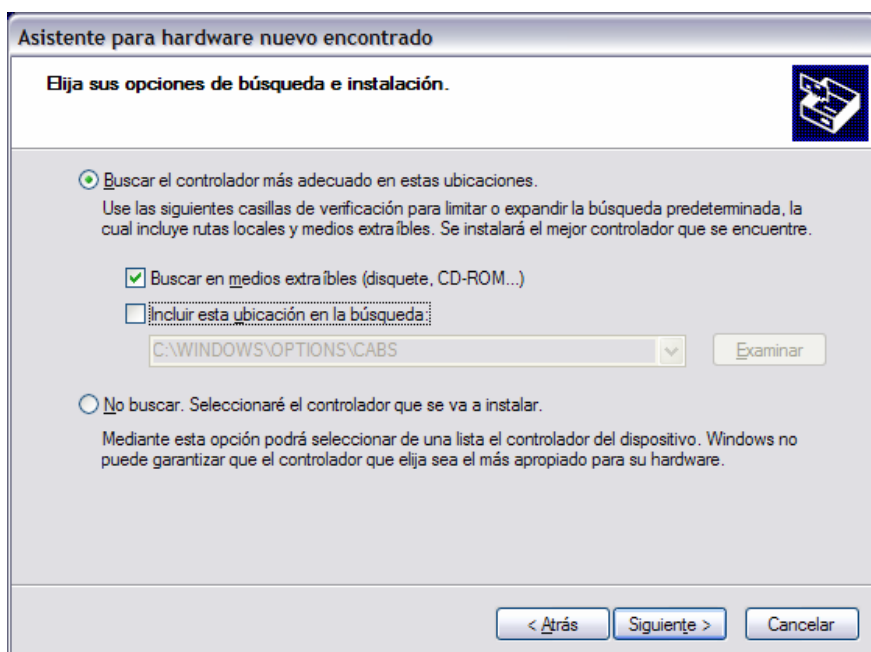 Asistente para hardware nuevo encontrado
Elija sus opciones de búsqueda e instalación.
Buscar el controlador más adecuado en estas ubicaciones.
Use las siguientes casillas de verificación para limitar o expandir la búsqueda predeterminada, la
cual incluye rutas locales y medios extraíbles. Se instalará el mejor controlador que se encuentre.
Buscar en medios extraíbles (disquete, CD-ROM...)
Incluir esta ubicación en la búsqueda:
C:\WINDOWS\OPTIONS\CABS
Examinar
No buscar. Seleccionaré el controlador que se va a instalar.
Mediante esta opción podrá seleccionar de una lista el controlador del dispositivo. Windows no
puede garantizar que el controlador que elija sea el más apropiado para su hardware.
< Atrás Siguiente > Cancelar